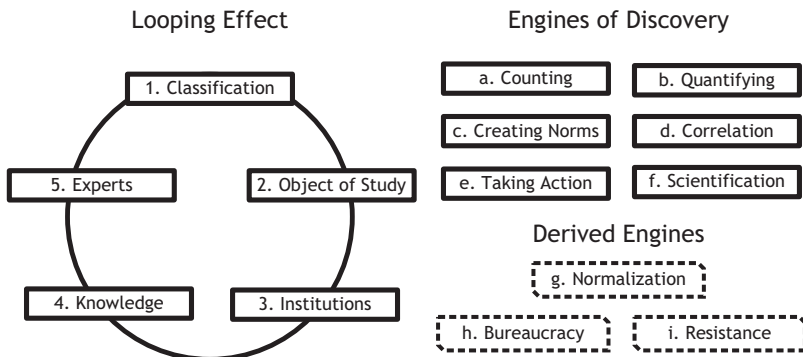 Looping Effect
1. Classification
2. Object of Study
3. Institutions
4. Knowledge
5. Experts
Engines of Discovery
a. Counting
b. Quantifying
c. Creating Norms
d. Correlation
e. Taking Action
f. Scientification
Derived Engines
g. Normalization
h. Bureaucracy
i. Resistance